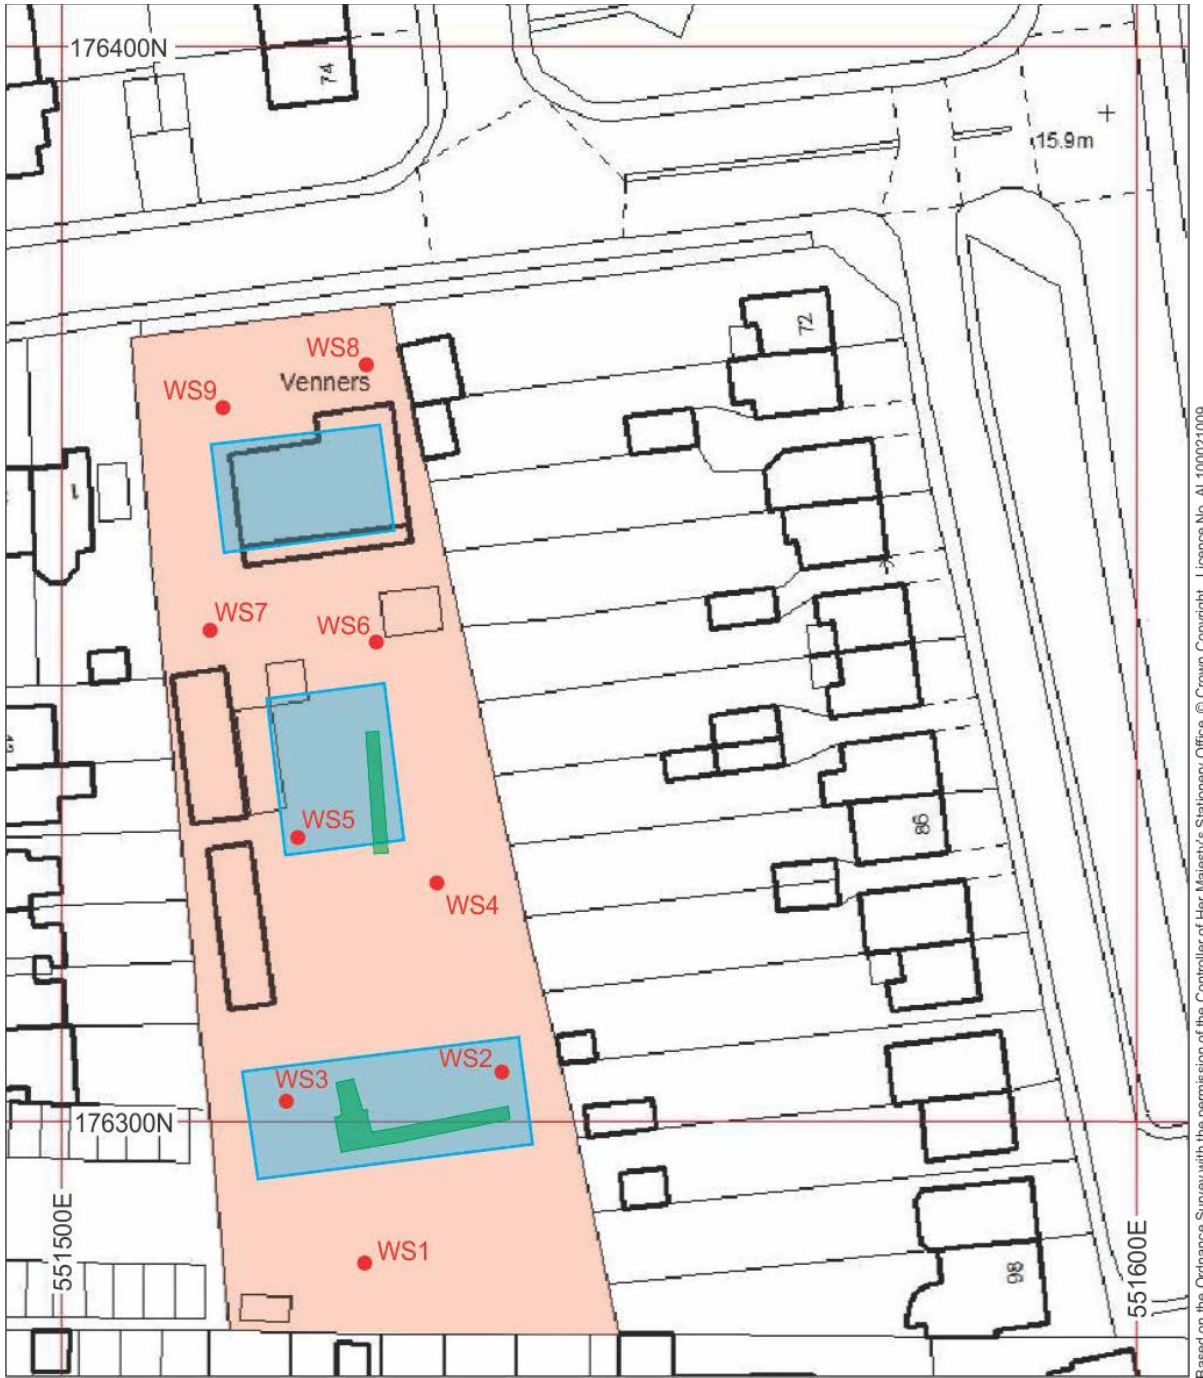 176400N
74
15.9m
WS8
Venners
WS9
72
1
WS7
WS6
WS5
86
WS4
WS2
WS3
176300N
551500E
WS1
551600E
98
Based on the Ordnance Survey with the permission of the Controller of Her Majesty's Stationery Office. © Crown Copyright. Licence No. AL100021009